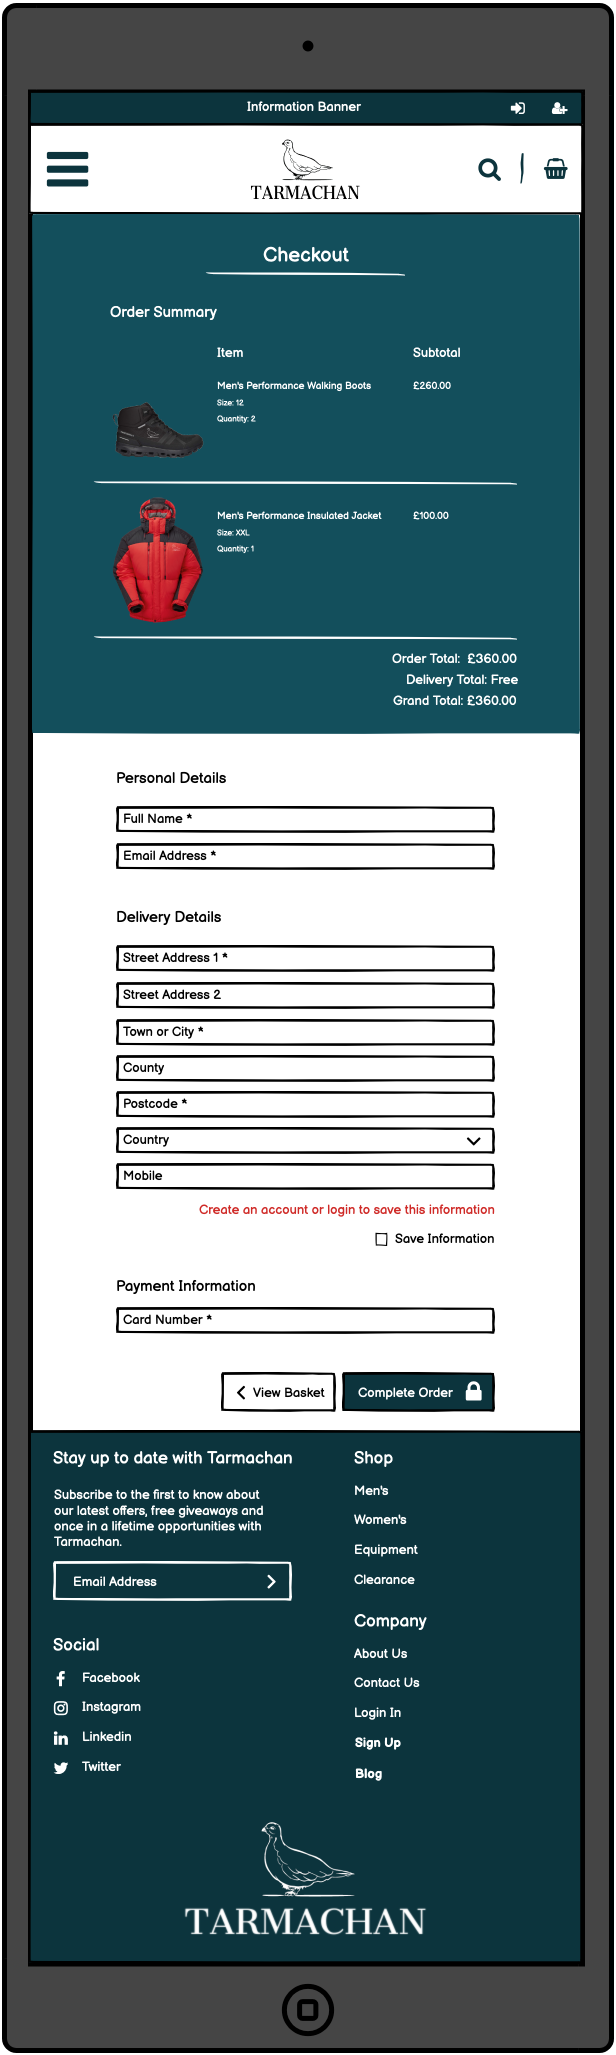 Information Banner
TARMACHAN
Checkout
Order Summary
Item Subtotal
Men's Performance Walking Boots £260.00
Size: 12
Quantity: 2
Men's Performance Insulated Jacket £100.00
Size: XXL
Quantity: 1
Order Total: £360.00
Delivery Total: Free
Grand Total: £360.00
Personal Details
Full Name *
Email Address *
Delivery Details
Street Address 1 *
Street Address 2
Town or City *
County
Postcode *
Country
Mobile
Create an account or login to save this information
Save Information
Payment Information
Card Number *
View Basket
Complete Order
Stay up to date with Tarmachan
Subscribe to the first to know about
our latest offers, free giveaways and
once in a lifetime opportunities with
Tarmachan.
Email Address
Social
Facebook
Instagram
Linkedin
Twitter
Shop
Men's
Women's
Equipment
Clearance
Company
About Us
Contact Us
Login In
Sign Up
Blog
TARMACHAN